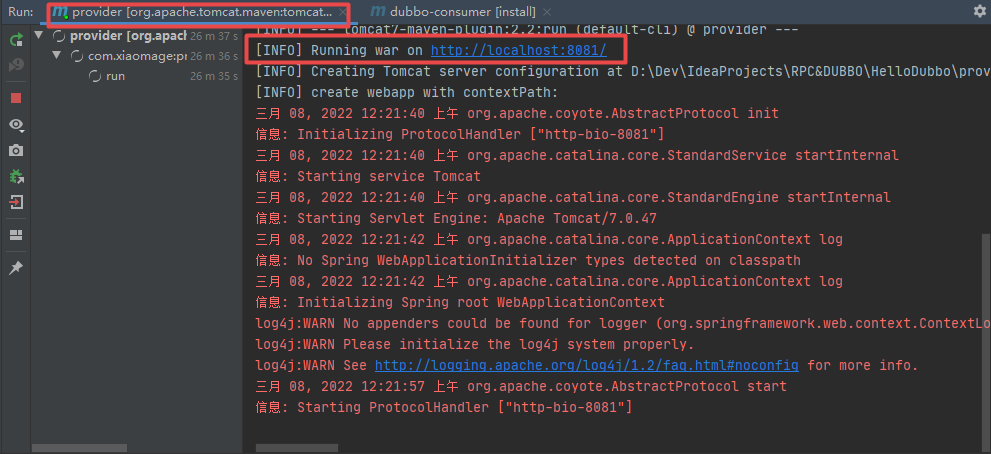 Run: provider [org.apache.tomcat.maven:tomcat... × dubbo-consumer [install] ×
provider [org.apac 26 m 37 s
com.xiaomage:pr 26 m 36 s
run 26 m 35 s
[INFO] --- tomcat7-maven-plugin:2.2:run (default-cli) @ provider ---
[INFO] Running war on http://localhost:8081/
[INFO] Creating Tomcat server configuration at D:\Dev\IdeaProjects\RPC&DUBBO\HelloDubbo\prov
[INFO] create webapp with contextPath:
三月 08, 2022 12:21:40 上午 org.apache.coyote.AbstractProtocol init
信息: Initializing ProtocolHandler ["http-bio-8081"]
三月 08, 2022 12:21:40 上午 org.apache.catalina.core.StandardService startInternal
信息: Starting service Tomcat
三月 08, 2022 12:21:40 上午 org.apache.catalina.core.StandardEngine startInternal
信息: Starting Servlet Engine: Apache Tomcat/7.0.47
三月 08, 2022 12:21:42 上午 org.apache.catalina.core.ApplicationContext log
信息: No Spring WebApplicationInitializer types detected on classpath
三月 08, 2022 12:21:42 上午 org.apache.catalina.core.ApplicationContext log
信息: Initializing Spring root WebApplicationContext
log4j:WARN No appenders could be found for logger (org.springframework.web.context.ContextLo
log4j:WARN Please initialize the log4j system properly.
log4j:WARN See http://logging.apache.org/log4j/1.2/faq.html#noconfig for more info.
三月 08, 2022 12:21:57 上午 org.apache.coyote.AbstractProtocol start
信息: Starting ProtocolHandler ["http-bio-8081"]